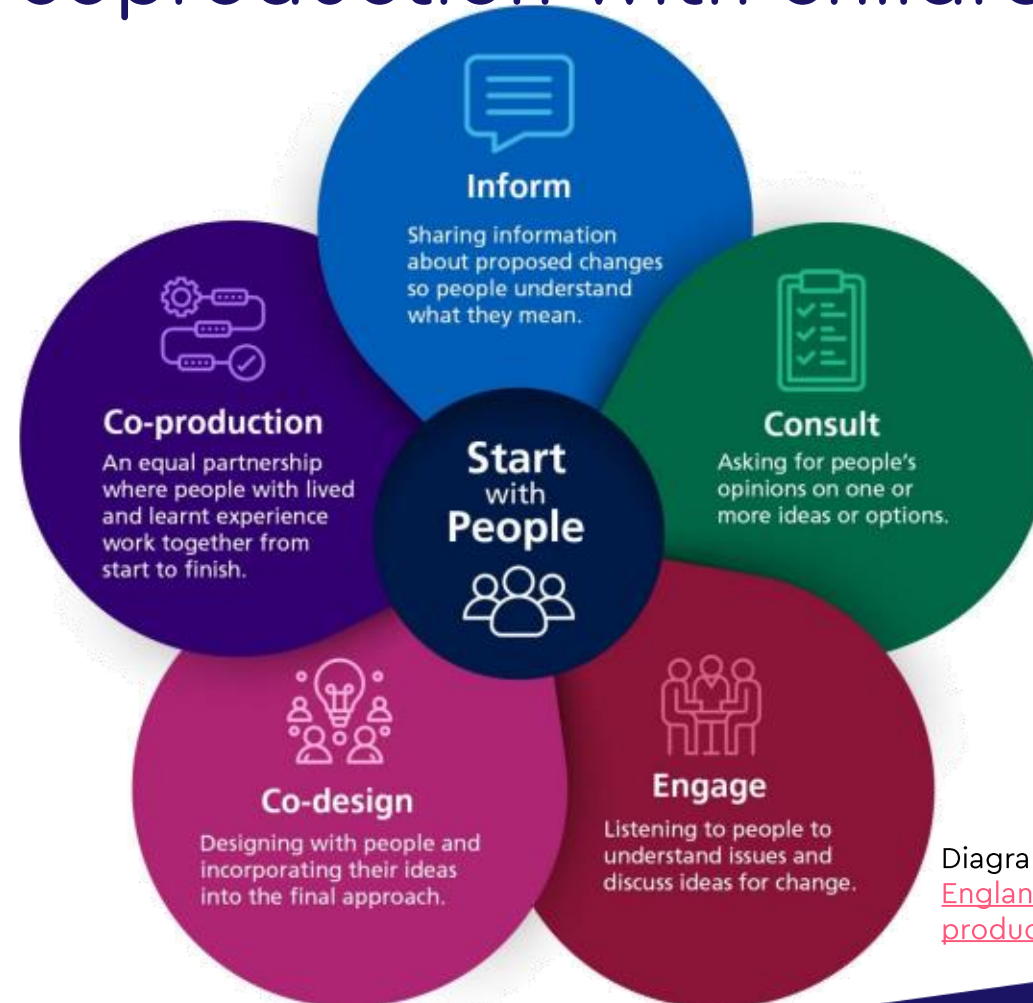 coproduction with
Inform
Sharing information
about proposed changes
so people understand
what they mean.
Consult
Asking for people's
opinions on one or
more ideas or options.
Engage
Listening to people to
understand issues and
discuss ideas for change.
Co-design
Designing with people and
incorporating their ideas
into the final approach.
Co-production
An equal partnership
where people with lived
and learnt experience
work together from
start to finish.
Start
with
People